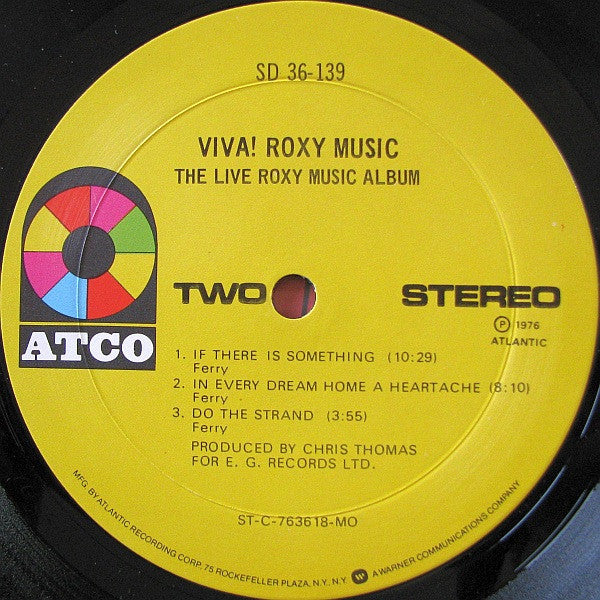 SD 36-139
VIVA! ROXY MUSIC
THE LIVE ROXY MUSIC ALBUM
ATCO
TWO
STEREO
Ⓟ 1976
ATLANTIC
1. IF THERE IS SOMETHING (10:29)
Ferry
2. IN EVERY DREAM HOME A HEARTACHE (8:10)
Ferry
3. DO THE STRAND (3:55)
Ferry
PRODUCED BY CHRIS THOMAS
FOR E. G. RECORDS LTD.
ST-C-763618-MO
MFG. BY ATLANTIC RECORDING CORP. 75 ROCKEFELLER PLAZA, N.Y. N.Y. W A WARNER COMMUNICATIONS COMPANY